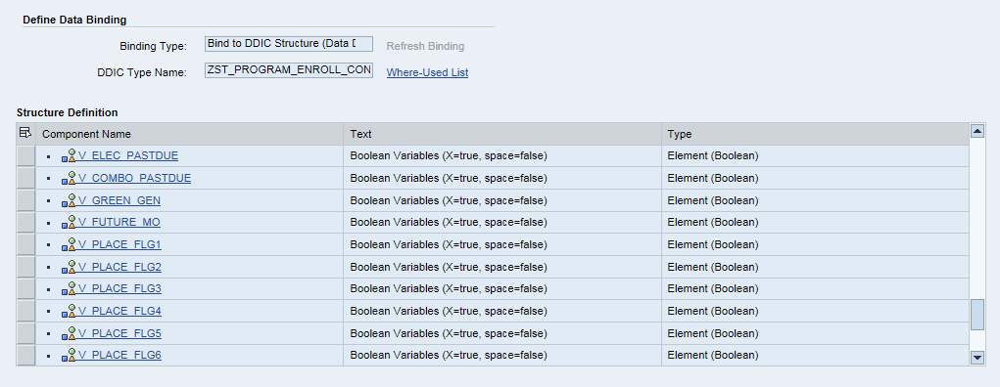 Define Data Binding
Binding Type: Bind to DDIC Structure (Data D Refresh Binding
DDIC Type Name: ZST_PROGRAM_ENROLL_CON Where-Used List
Structure Definition
Component Name Text Type
V_ELEC_PASTDUE Boolean Variables (X=true, space=false) Element (Boolean)
V_COMBO_PASTDUE Boolean Variables (X=true, space=false) Element (Boolean)
V_GREEN_GEN Boolean Variables (X=true, space=false) Element (Boolean)
V_FUTURE_MO Boolean Variables (X=true, space=false) Element (Boolean)
V_PLACE_FLG1 Boolean Variables (X=true, space=false) Element (Boolean)
V_PLACE_FLG2 Boolean Variables (X=true, space=false) Element (Boolean)
V_PLACE_FLG3 Boolean Variables (X=true, space=false) Element (Boolean)
V_PLACE_FLG4 Boolean Variables (X=true, space=false) Element (Boolean)
V_PLACE_FLG5 Boolean Variables (X=true, space=false) Element (Boolean)
V_PLACE_FLG6 Boolean Variables (X=true, space=false) Element (Boolean)